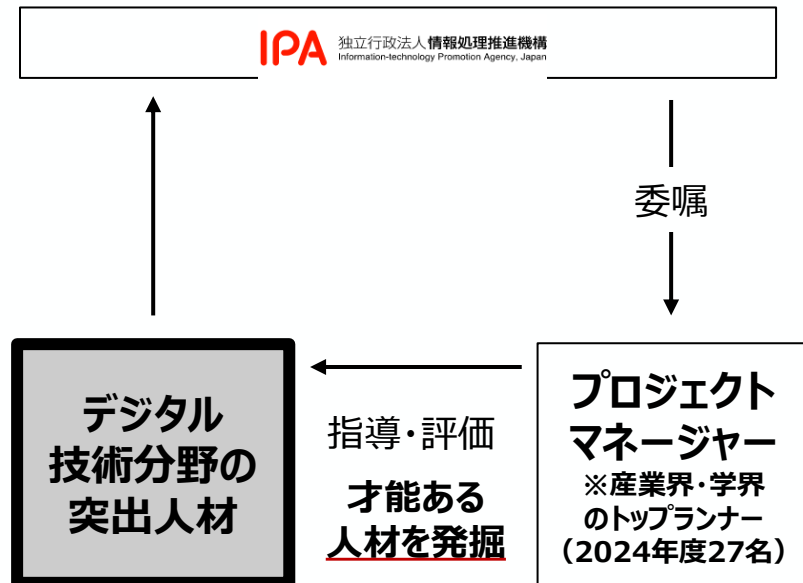 IPA 独立行政法人情報処理推進機構
Information-technology Promotion Agency, Japan
委嘱
デジタル
技術分野の
突出人材
指導・評価
才能ある
人材を発掘
プロジェクト
マネージャー
※産業界・学界
のトップランナー
（2024年度27名）